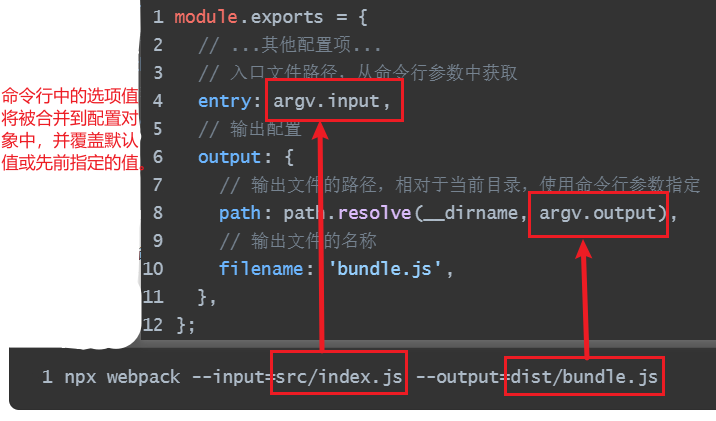 1 module.exports = {
2 // ...其他配置项...
3 // 入口文件路径，从命令行参数中获取
4 entry: argv.input,
5 // 输出配置
6 output: {
7 // 输出文件的路径，相对于当前目录，使用命令行参数指定
8 path: path.resolve(__dirname, argv.output),
9 // 输出文件的名称
10 filename: 'bundle.js',
11 },
12 };
命令行中的选项值
将被合并到配置对
象中，并覆盖默认
值或先前指定的值。
1 npx webpack --input=src/index.js --output=dist/bundle.js